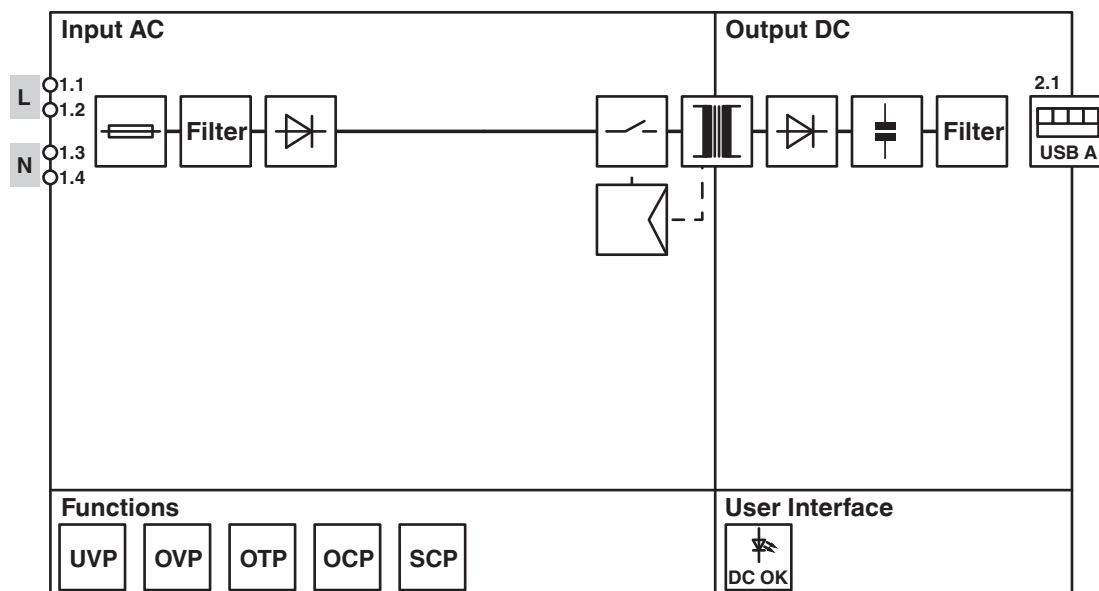 Input AC
Output DC
L
1.1
1.2
N
1.3
1.4
Filter
Filter
2.1
USB A
Functions
UVP
OVP
OTP
OCP
SCP
User Interface
DC OK